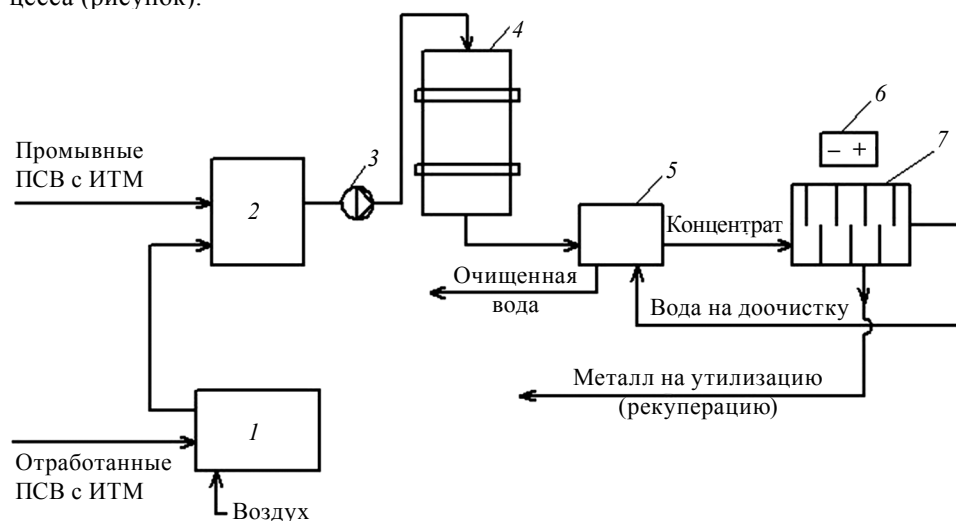 цесса (рисунок).
4
6
7
3
Промывные
ПСВ с ИТМ
2
5
– +
Концентрат
Очищенная
вода
Вода на доочистку
Металл на утилизацию
(рекуперацию)
1
Отработанные
ПСВ с ИТМ
Воздух